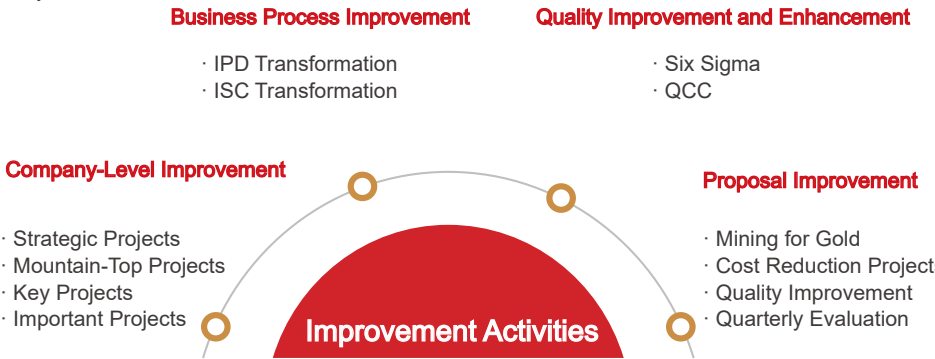 Business Process Improvement
· IPD Transformation
· ISC Transformation
Quality Improvement and Enhancement
· Six Sigma
· QCC
Company-Level Improvement
· Strategic Projects
· Mountain-Top Projects
· Key Projects
· Important Projects
Proposal Improvement
· Mining for Gold
· Cost Reduction Project
· Quality Improvement
· Quarterly Evaluation
Improvement Activities